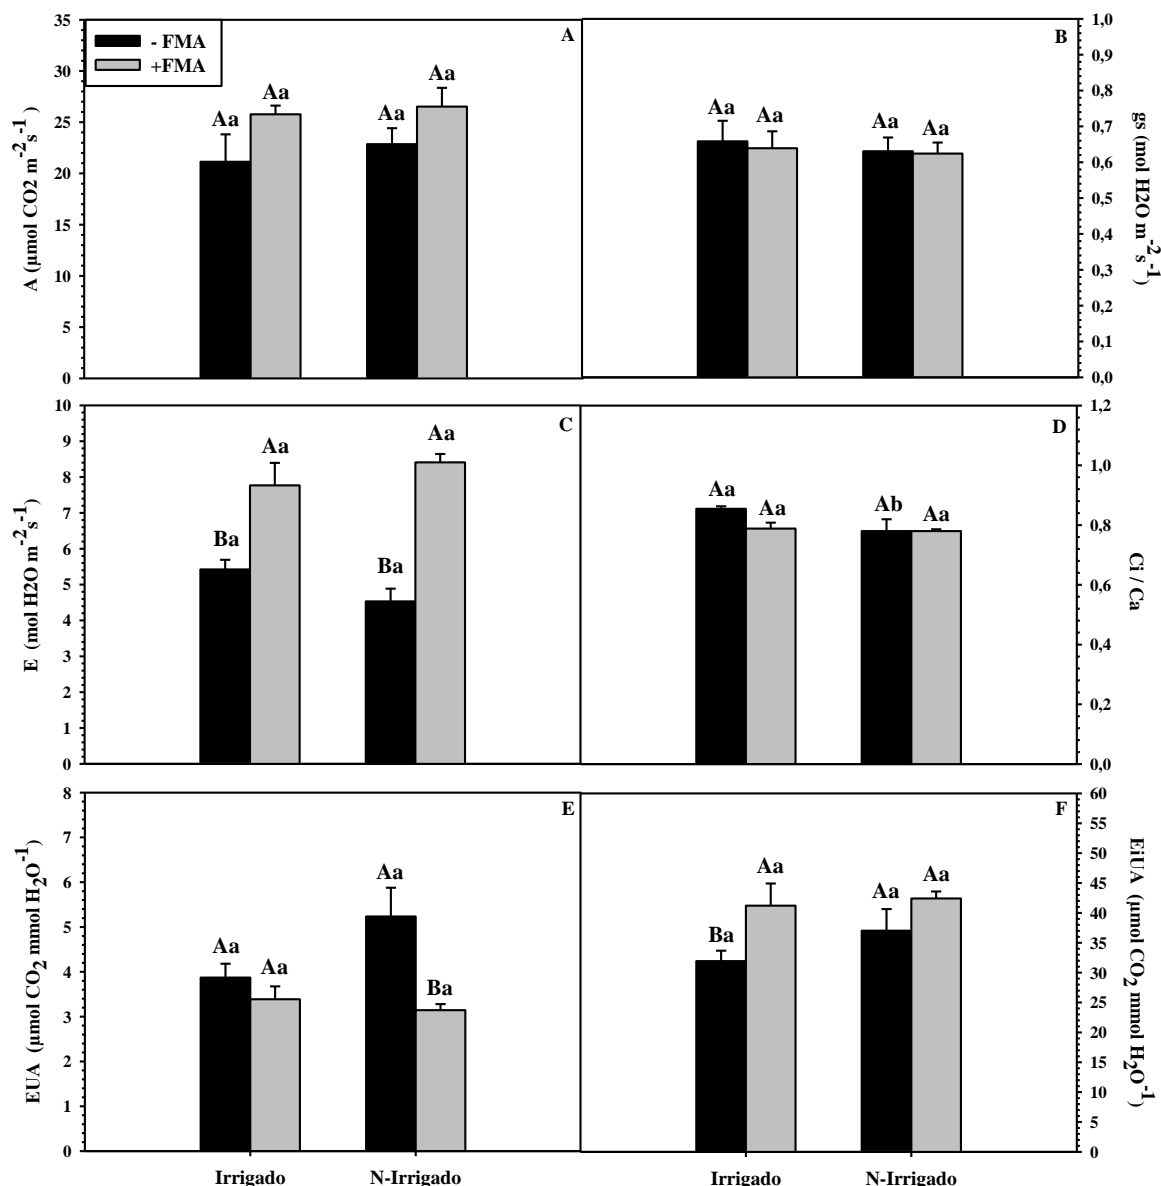 35
30
25
20
15
10
5
0
A (µmol CO2 m-2s-1)
- FMA
+FMA
A
Aa
Aa
Aa
Aa
B
Aa
Aa
Aa
Aa
1,0
0,9
0,8
0,7
0,6
0,5
0,4
0,3
0,2
0,1
0,0
gs (mol H2O m-2s-1)
10
9
8
7
6
5
4
3
2
1
0
E (mol H2O m-2s-1)
C
Ba
Aa
Ba
Aa
D
Aa
Aa
Ab
Aa
1,2
1,0
0,8
0,6
0,4
0,2
0,0
Ci / Ca
8
7
6
5
4
3
2
1
0
EUA (µmol CO2 mmol H2O-1)
E
Aa
Aa
Aa
Ba
F
Ba
Aa
Aa
Aa
60
55
50
45
40
35
30
25
20
15
10
5
0
EiUA (µmol CO2 mmol H2O-1)
Irrigado N-Irrigado Irrigado N-Irrigado